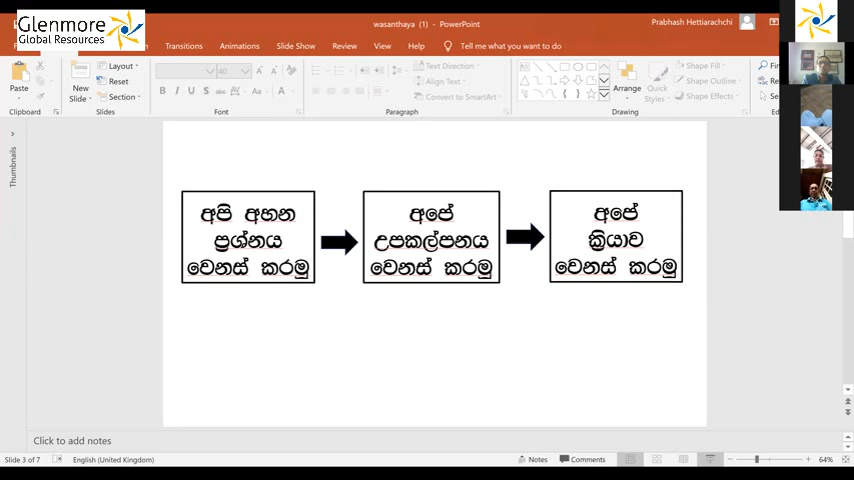 Glenmore
Global Resources
wasanthaya (1) - PowerPoint
Prabhash Hettiarachchi
Transitions Animations Slide Show Review View Help Tell me what you want to do
Paste
Clipboard
New
Slide
Layout
Reset
Section
Slides
40
B I U S
Font
Text Direction
Align Text
Convert to SmartArt
Paragraph
Arrange
Quick
Styles
Shape Fill
Shape Outline
Shape Effects
Drawing
Thumbnails
අපි අහන
ප්‍රශ්නය
වෙනස් කරමු
අපේ
උපකල්පනය
වෙනස් කරමු
අපේ
ක්‍රියාව
වෙනස් කරමු
Click to add notes
Slide 3 of 7 English (United Kingdom) Notes Comments 64%